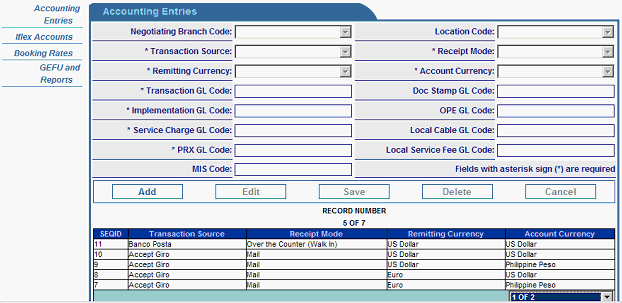 Accounting Entries
Iflex Accounts
Booking Rates
GEFU and Reports
Accounting Entries
Negotiating Branch Code: Location Code:
* Transaction Source: * Receipt Mode:
* Remitting Currency: * Account Currency:
* Transaction GL Code: Doc Stamp GL Code:
* Implementation GL Code: OPE GL Code:
* Service Charge GL Code: Local Cable GL Code:
* PRX GL Code: Local Service Fee GL Code:
MIS Code: Fields with asterisk sign (*) are required
Add Edit Save Delete Cancel
RECORD NUMBER
5 OF 7
SEQID Transaction Source Receipt Mode Remitting Currency Account Currency
11 Banco Posta Over the Counter (Walk In) US Dollar US Dollar
10 Accept Giro Mail US Dollar US Dollar
9 Accept Giro Mail US Dollar Philippine Peso
8 Accept Giro Mail Euro Euro
7 Accept Giro Mail Euro Philippine Peso
1 OF 2